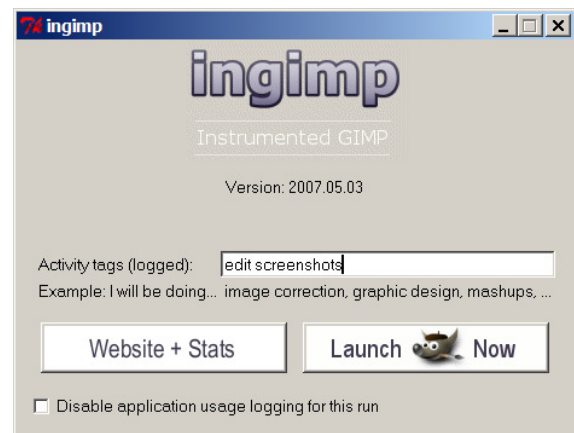 ingimp
ingimp
Instrumented GIMP
Version: 2007.05.03
Activity tags (logged): edit screenshots
Example: I will be doing... image correction, graphic design, mashups, ...
Website + Stats Launch Now
Disable application usage logging for this run